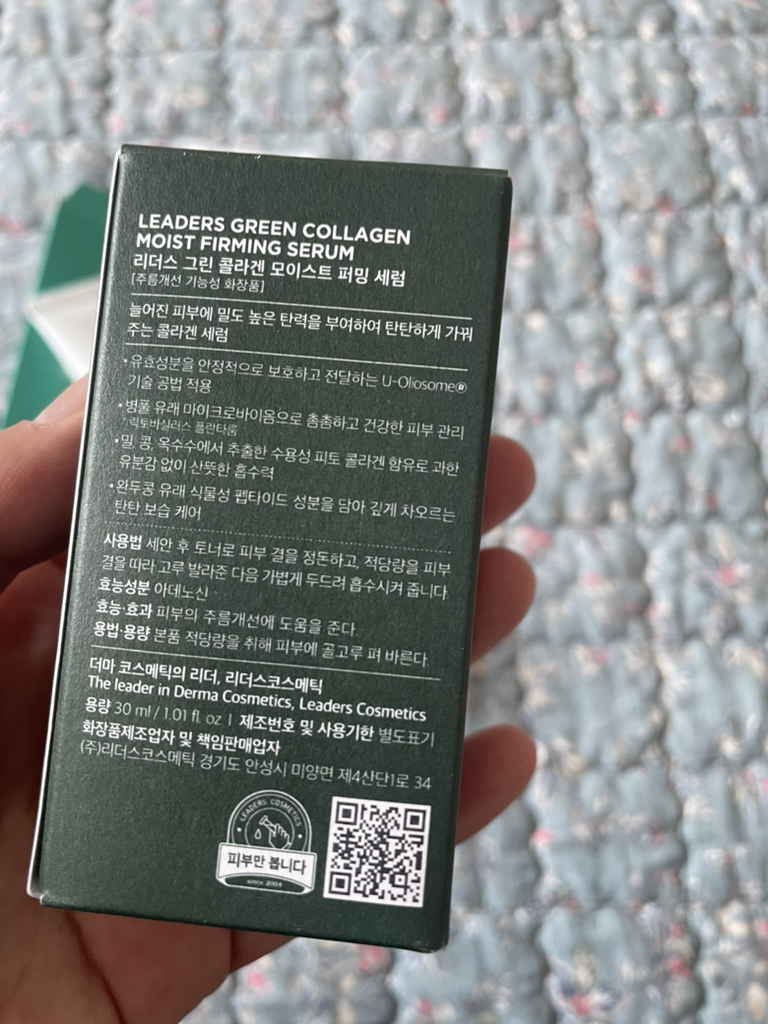 LEADERS GREEN COLLAGEN
MOIST FIRMING SERUM
리더스 그린 콜라겐 모이스트 퍼밍 세럼
[주름개선 기능성 화장품]
늘어진 피부에 밀도 높은 탄력을 부여하여 탄탄하게 가꿔
주는 콜라겐 세럼
•유효성분을 안정적으로 보호하고 전달하는 U-Oliosome®
기술 공법 적용
•병풀 유래 마이크로바이옴으로 촘촘하고 건강한 피부 관리
*락토바실러스 플란타룸
•밀, 콩, 옥수수에서 추출한 수용성 피토 콜라겐 함유로 과한
유분감 없이 산뜻한 흡수력
•완두콩 유래 식물성 펩타이드 성분을 담아 깊게 차오르는
탄탄 보습 케어
사용법 세안 후 토너로 피부 결을 정돈하고, 적당량을 피부
결을 따라 고루 발라준 다음 가볍게 두드려 흡수시켜 줍니다.
효능성분 아데노신
효능·효과 피부의 주름개선에 도움을 준다.
용법·용량 본품 적당량을 취해 피부에 골고루 펴 바른다.
더마 코스메틱의 리더, 리더스코스메틱
The leader in Derma Cosmetics, Leaders Cosmetics
용량 30 ml / 1.01 fl. oz | 제조번호 및 사용기한 별도표기
화장품제조업자 및 책임판매업자
(주)리더스코스메틱 경기도 안성시 미양면 제4산단1로 34
• LEADERS COSMETICS •
피부만 봅니다
since 2004